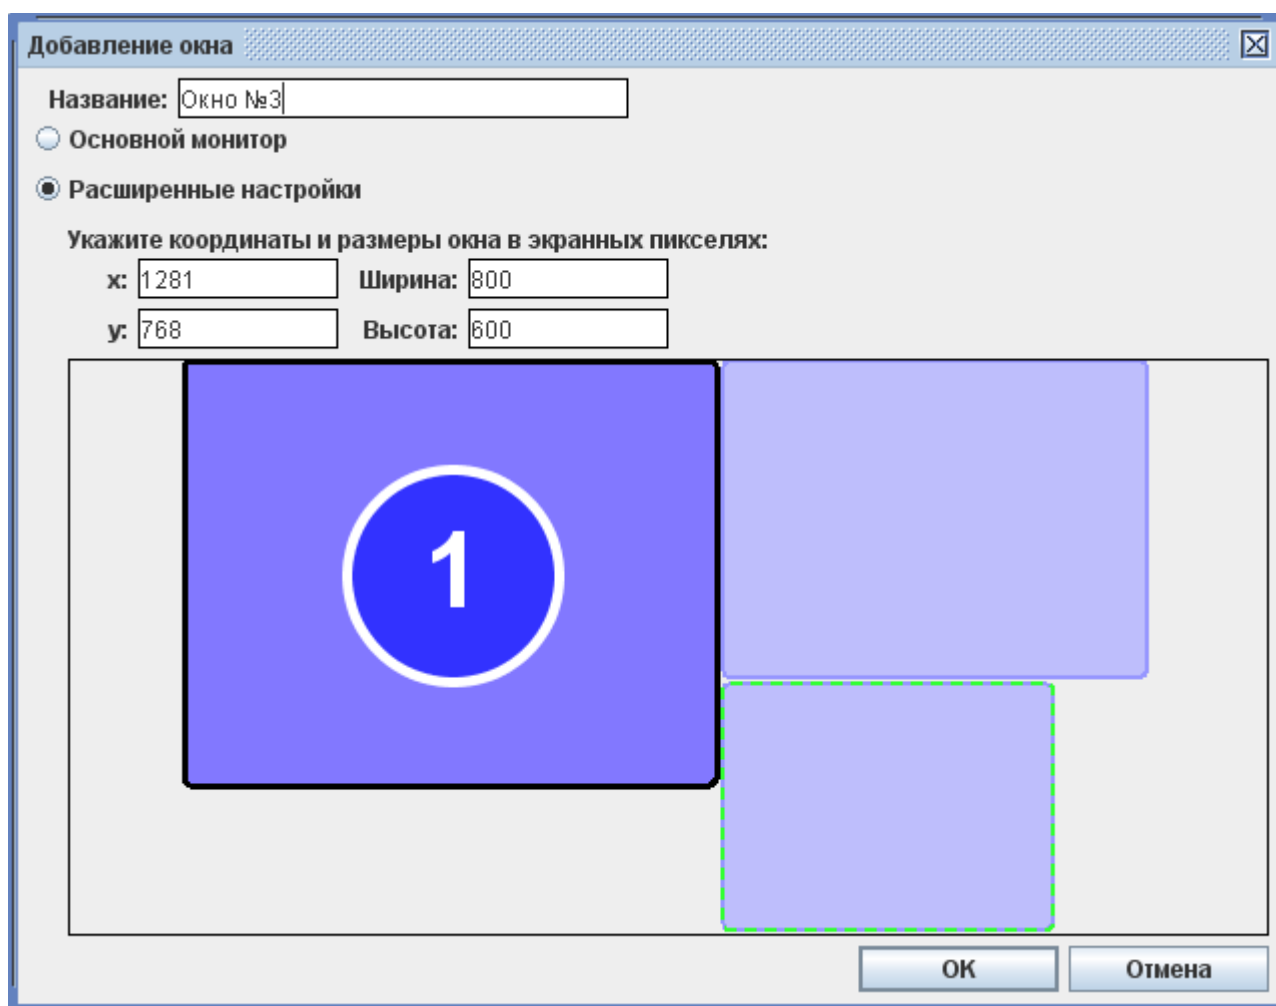 Добавление окна
Название: Окно №3
Основной монитор
Расширенные настройки
Укажите координаты и размеры окна в экранных пикселях:
x: 1281 Ширина: 800
y: 768 Высота: 600
1
OK Отмена